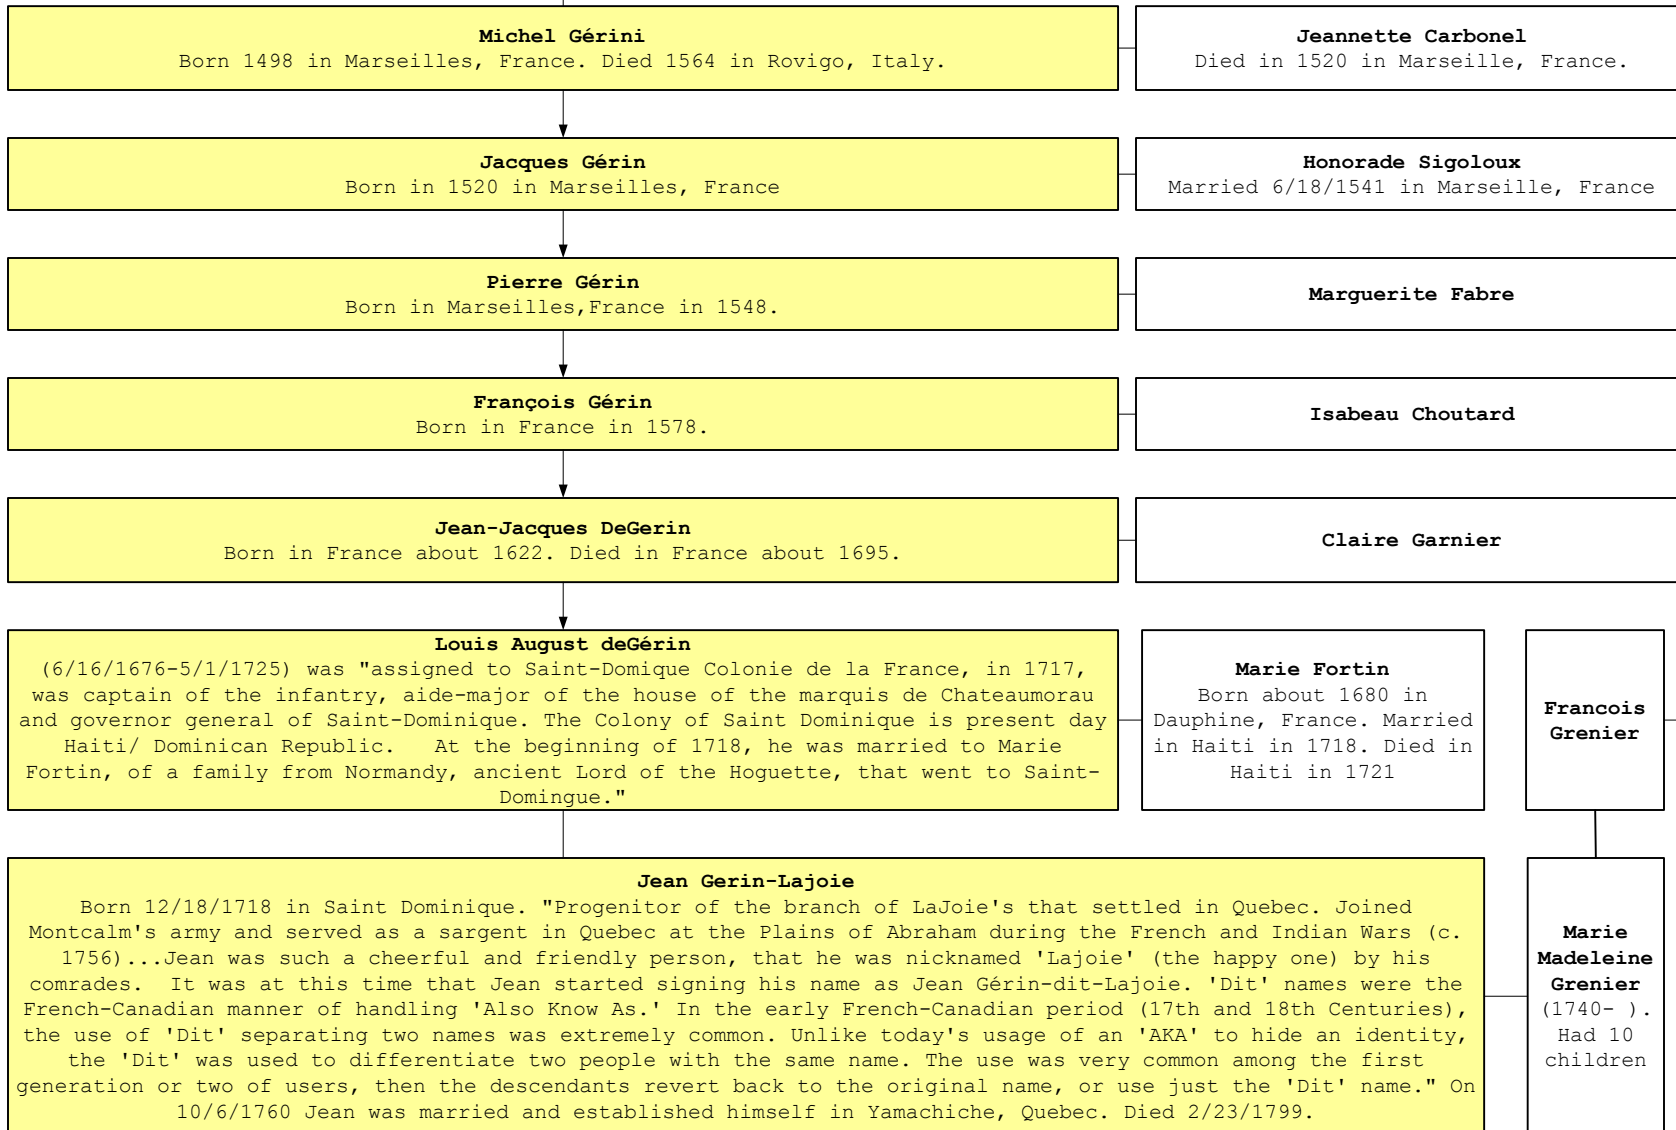 Michel Gérini
Born 1498 in Marseilles, France. Died 1564 in Rovigo, Italy.
Jeannette Carbonel
Died in 1520 in Marseille, France.
Jacques Gérin
Born in 1520 in Marseilles, France
Honorade Sigoloux
Married 6/18/1541 in Marseille, France
Pierre Gérin
Born in Marseilles,France in 1548.
Marguerite Fabre
François Gérin
Born in France in 1578.
Isabeau Choutard
Jean-Jacques DeGerin
Born in France about 1622. Died in France about 1695.
Claire Garnier
Louis August deGérin
(6/16/1676-5/1/1725) was "assigned to Saint-Domique Colonie de la France, in 1717,
was captain of the infantry, aide-major of the house of the marquis de Chateaumorau
and governor general of Saint-Dominique. The Colony of Saint Dominique is present day
Haiti/ Dominican Republic.   At the beginning of 1718, he was married to Marie
Fortin, of a family from Normandy, ancient Lord of the Hoguette, that went to Saint-
Domingue."
Marie Fortin
Born about 1680 in
Dauphine, France. Married
in Haiti in 1718. Died in
Haiti in 1721
Francois
Grenier
Jean Gerin-Lajoie
Born 12/18/1718 in Saint Dominique. "Progenitor of the branch of LaJoie's that settled in Quebec. Joined
Montcalm's army and served as a sargent in Quebec at the Plains of Abraham during the French and Indian Wars (c.
1756)...Jean was such a cheerful and friendly person, that he was nicknamed 'Lajoie' (the happy one) by his
comrades.  It was at this time that Jean started signing his name as Jean Gérin-dit-Lajoie. 'Dit' names were the
French-Canadian manner of handling 'Also Know As.' In the early French-Canadian period (17th and 18th Centuries),
the use of 'Dit' separating two names was extremely common. Unlike today's usage of an 'AKA' to hide an identity,
the 'Dit' was used to differentiate two people with the same name. The use was very common among the first
generation or two of users, then the descendants revert back to the original name, or use just the 'Dit' name." On
10/6/1760 Jean was married and established himself in Yamachiche, Quebec. Died 2/23/1799.
Marie
Madeleine
Grenier
(1740- ).
Had 10
children